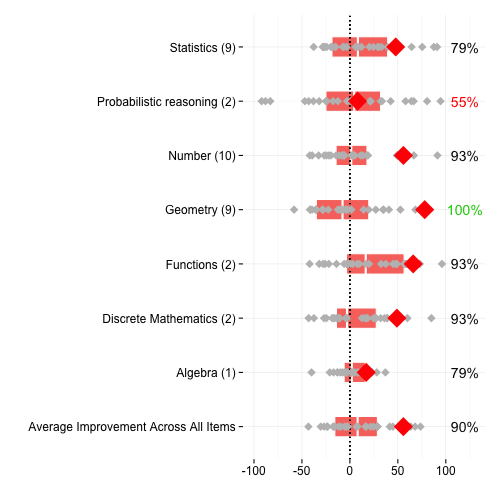 Statistics (9) 79%
Probabilistic reasoning (2) 55%
Number (10) 93%
Geometry (9) 100%
Functions (2) 93%
Discrete Mathematics (2) 93%
Algebra (1) 79%
Average Improvement Across All Items 90%
-100 -50 0 50 100